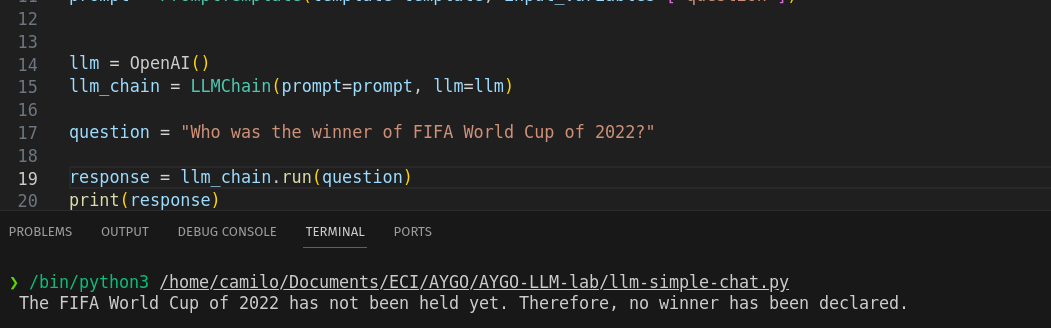 12
13
14 llm = OpenAI()
15 llm_chain = LLMChain(prompt=prompt, llm=llm)
16
17 question = "Who was the winner of FIFA World Cup of 2022?"
18
19 response = llm_chain.run(question)
20 print(response)
PROBLEMS OUTPUT DEBUG CONSOLE TERMINAL PORTS
❯ /bin/python3 /home/camilo/Documents/ECI/AYGO/AYGO-LLM-lab/llm-simple-chat.py
The FIFA World Cup of 2022 has not been held yet. Therefore, no winner has been declared.